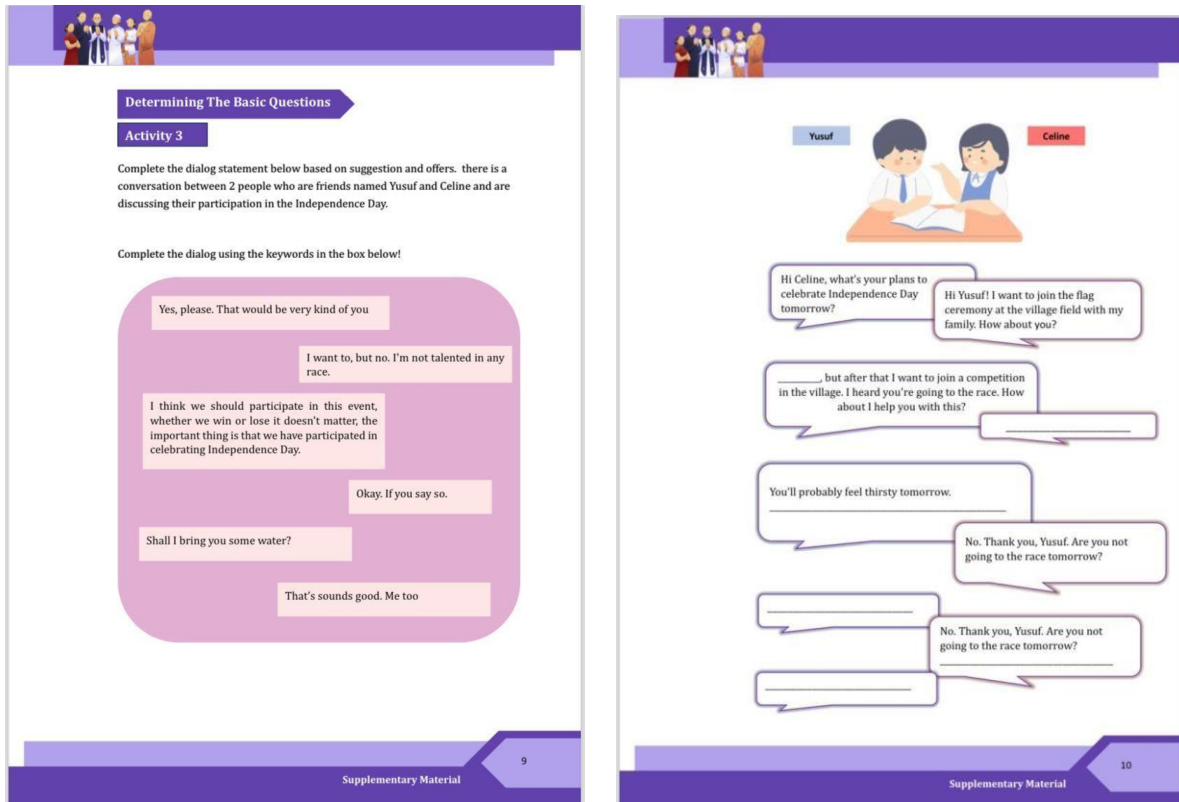 Determining The Basic Questions
Activity 3
Complete the dialog statement below based on suggestion and offers. there is a
conversation between 2 people who are friends named Yusuf and Celine and are
discussing their participation in the Independence Day.
Complete the dialog using the keywords in the box below!
Yes, please. That would be very kind of you
I want to, but no. I'm not talented in any
race.
I think we should participate in this event,
whether we win or lose it doesn't matter, the
important thing is that we have participated in
celebrating Independence Day.
Okay. If you say so.
Shall I bring you some water?
That's sounds good. Me too
9
Supplementary Material
Yusuf
Celine
Hi Celine, what's your plans to
celebrate Independence Day
tomorrow?
Hi Yusuf! I want to join the flag
ceremony at the village field with my
family. How about you?
_________, but after that I want to join a competition
in the village. I heard you're going to the race. How
about I help you with this?
__________________________
You'll probably feel thirsty tomorrow.
__________________________________________________
No. Thank you, Yusuf. Are you not
going to the race tomorrow?
______________________________
No. Thank you, Yusuf. Are you not
going to the race tomorrow?
____________________________________
______________________________
10
Supplementary Material